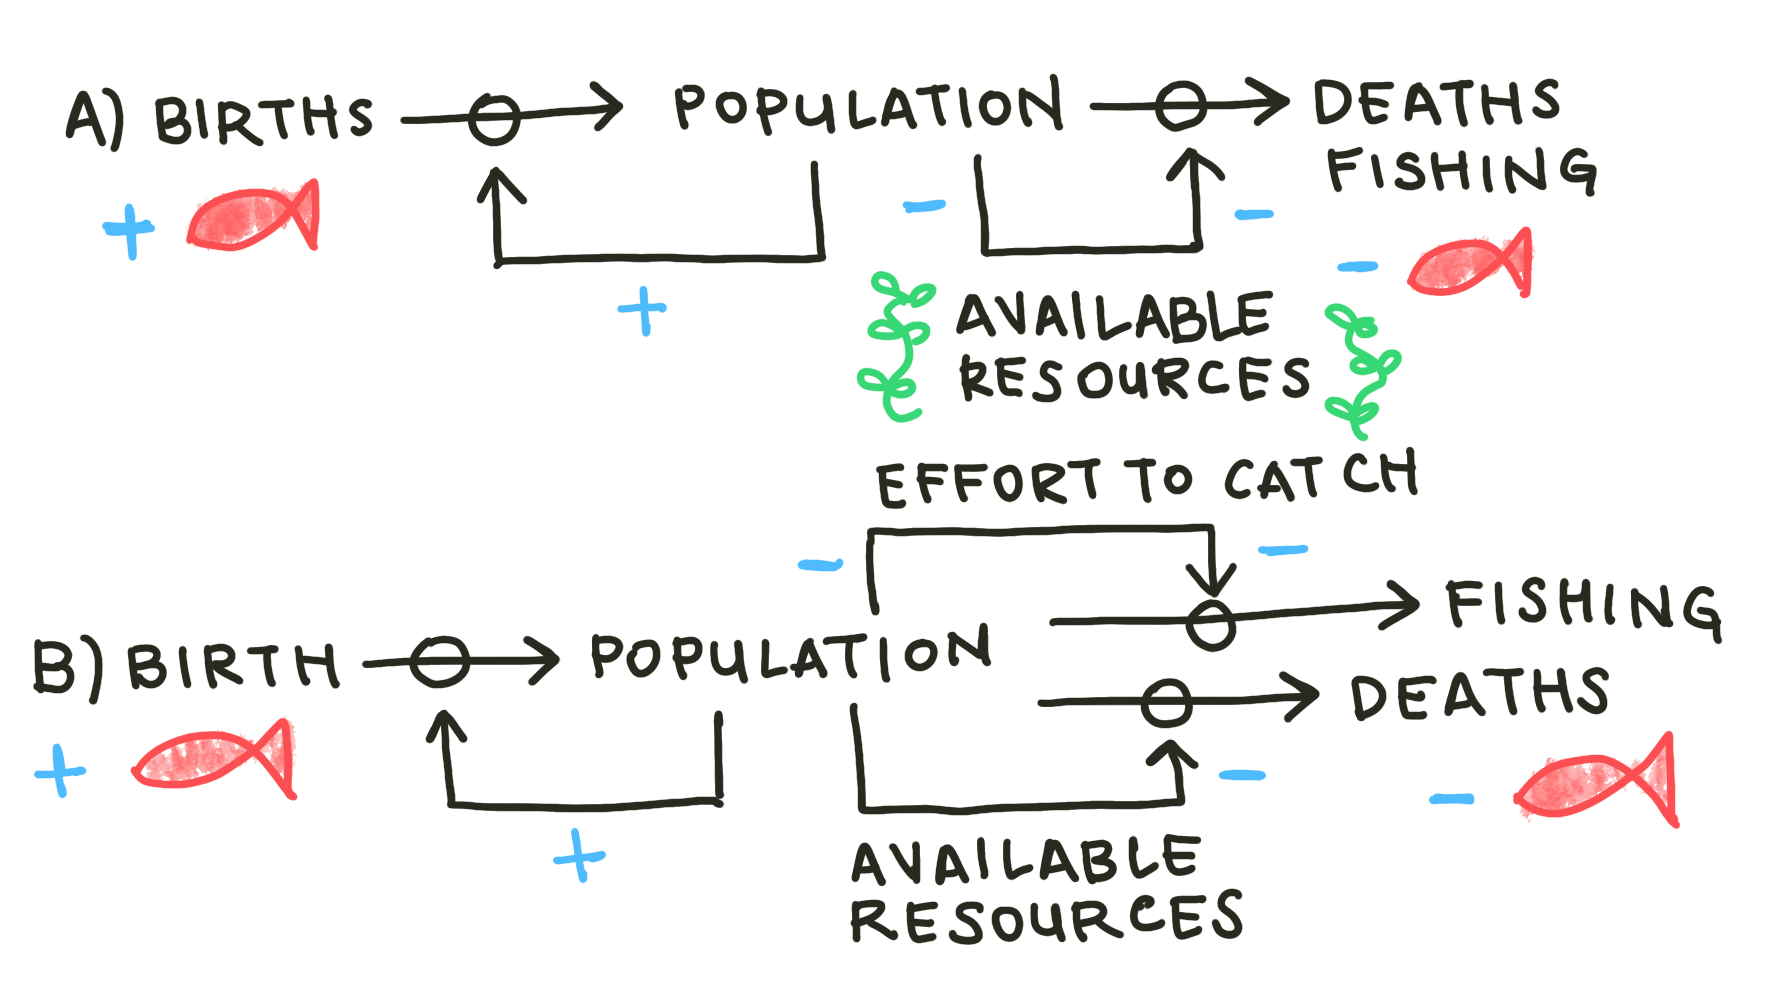 A) BIRTHS POPULATION DEATHS
FISHING
+ - -
-
+
AVAILABLE
RESOURCES
EFFORT TO CATCH
- -
FISHING
B) BIRTH POPULATION
DEATHS
+ - -
+
AVAILABLE
RESOURCES